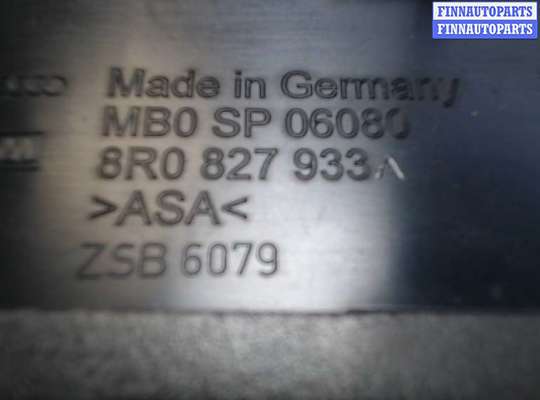 FINNAUTOPARTS
FINNAUTOPARTS
Made in Germany
MB0 SP 06080
8R0 827 933 A
>ASA<
ZSB 6079